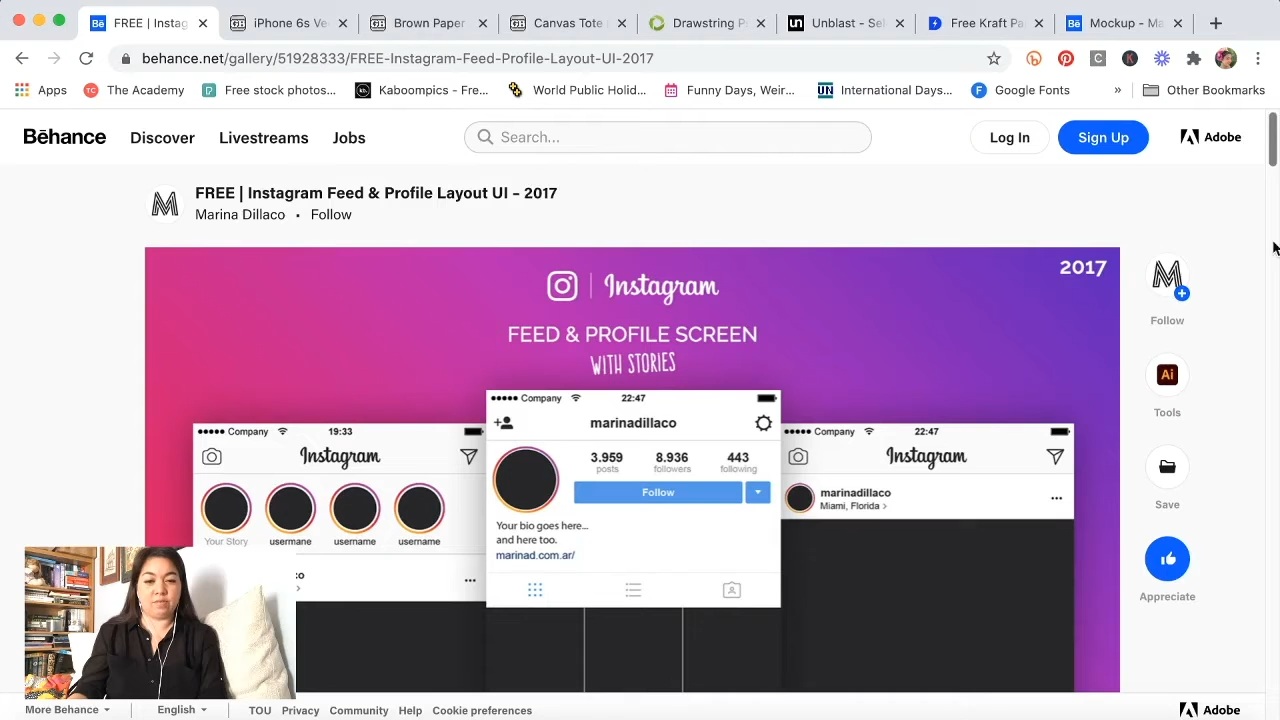 FREE | Instag
iPhone 6s Ve
Brown Paper
Canvas Tote
Drawstring P
Unblast - Sel
Free Kraft Pa
Mockup - Ma
behance.net/gallery/51928333/FREE-Instagram-Feed-Profile-Layout-UI-2017
Apps
The Academy
Free stock photos...
Kaboompics - Fre...
World Public Holid...
Funny Days, Weir...
International Days...
Google Fonts
»
Other Bookmarks
Bēhance
Discover
Livestreams
Jobs
Search...
Log In
Sign Up
Adobe
FREE | Instagram Feed & Profile Layout UI – 2017
Marina Dillaco • Follow
2017
Instagram
FEED & PROFILE SCREEN
WITH STORIES
Company 19:33
Instagram
Your Story
usermane
username
username
Company 22:47
marinadillaco
3.959 8.936 443
posts followers following
Follow
Your bio goes here...
and here too.
marinad.com.ar/
Company 22:47
Instagram
marinadillaco
Miami, Florida >
Follow
Ai
Tools
Save
Appreciate
More Behance
English
TOU
Privacy
Community
Help
Cookie preferences
Adobe